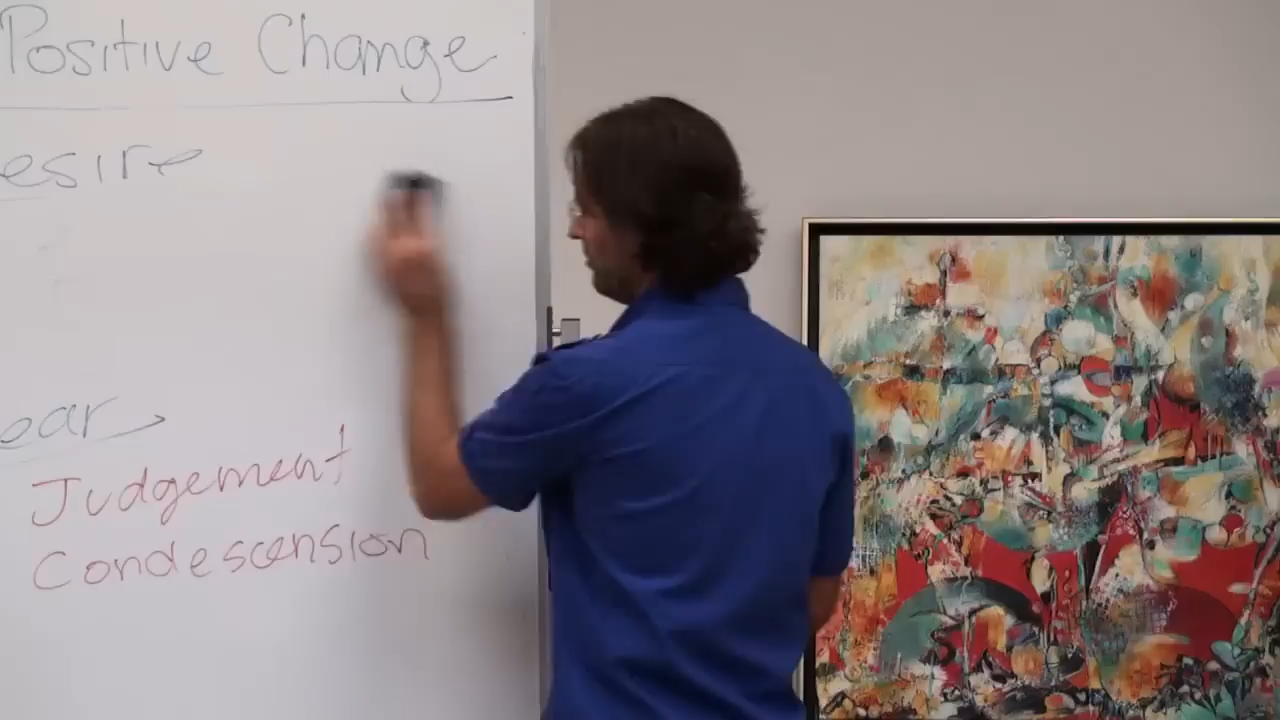 Positive Change
esire
ear
Judgement
Condescension